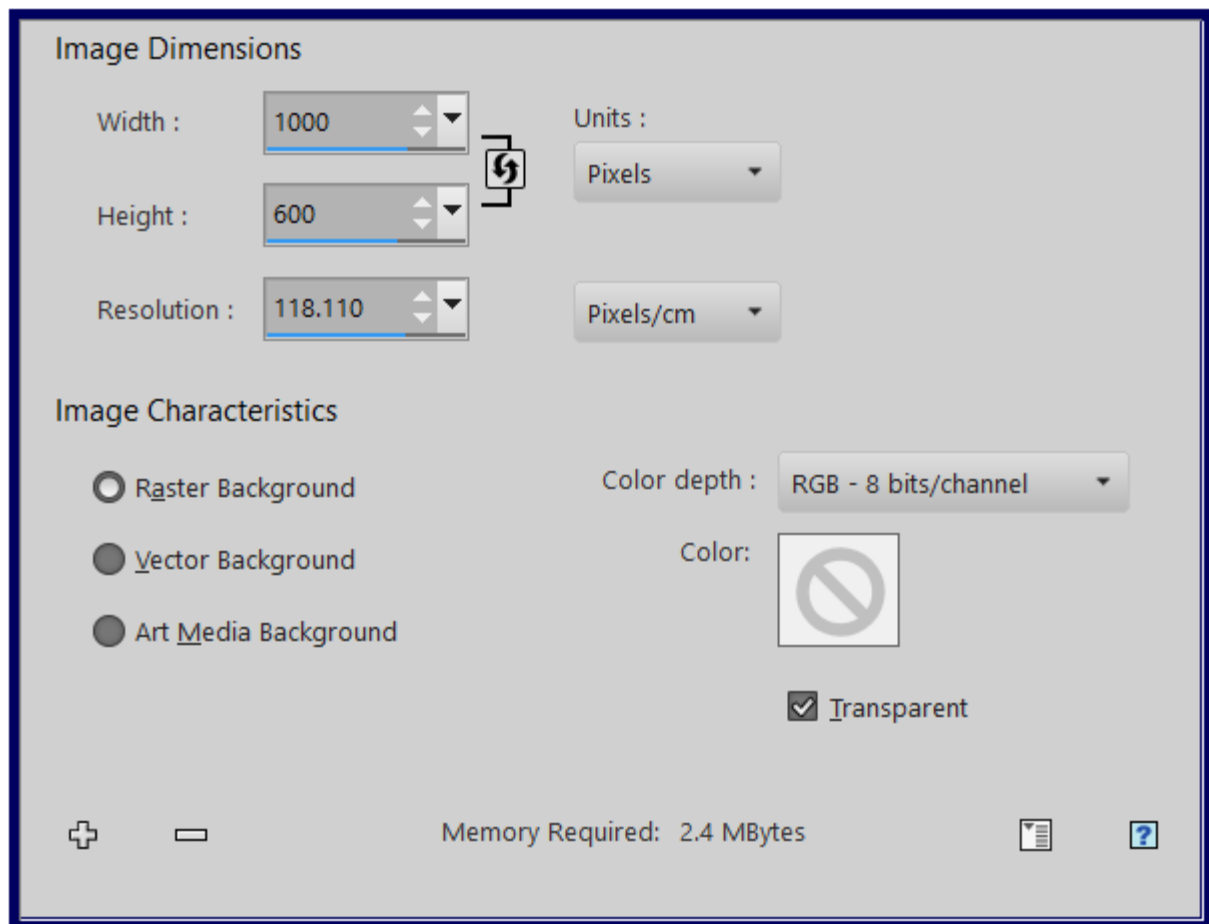 Image Dimensions
Width :
1000
Units :
Pixels
Height :
600
Resolution :
118.110
Pixels/cm
Image Characteristics
Raster Background
Color depth :
RGB - 8 bits/channel
Vector Background
Color:
Art Media Background
Transparent
Memory Required: 2.4 MBytes
?